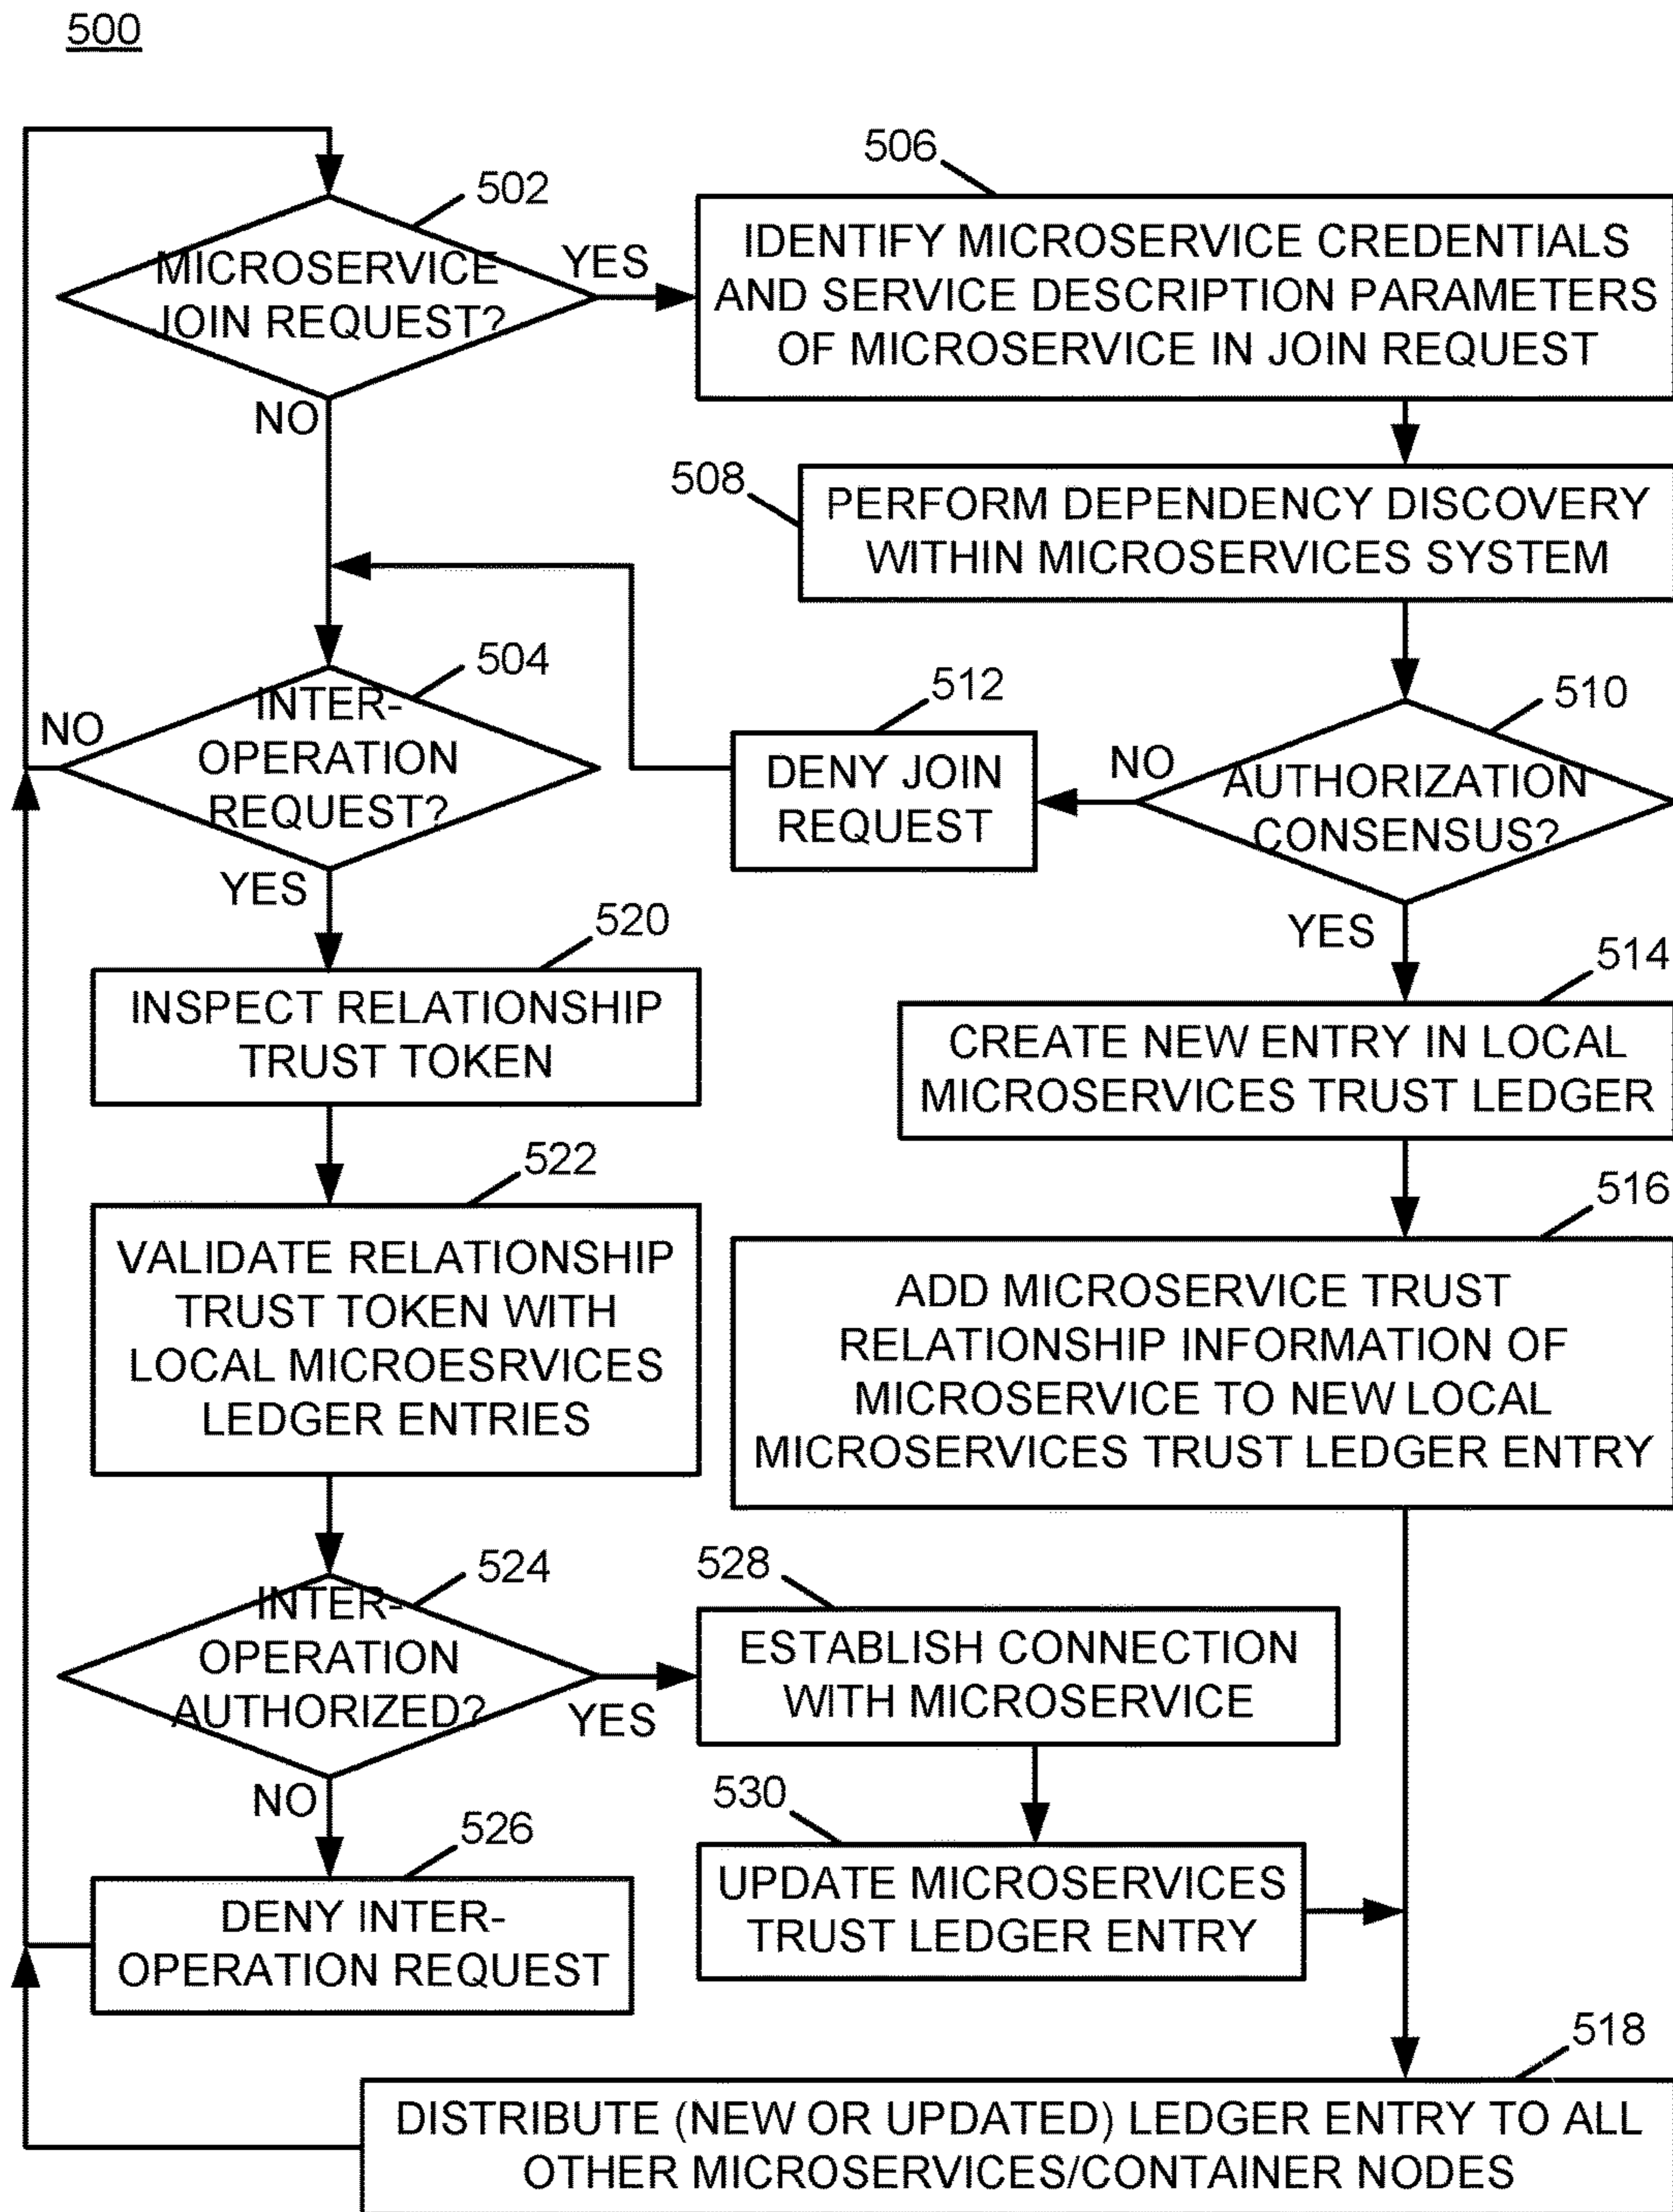 500
502
MICROSERVICE
JOIN REQUEST?
YES
NO
506
IDENTIFY MICROSERVICE CREDENTIALS
AND SERVICE DESCRIPTION PARAMETERS
OF MICROSERVICE IN JOIN REQUEST
508
PERFORM DEPENDENCY DISCOVERY
WITHIN MICROSERVICES SYSTEM
504
INTER-
OPERATION
REQUEST?
NO
YES
512
DENY JOIN
REQUEST
510
NO
AUTHORIZATION
CONSENSUS?
YES
520
INSPECT RELATIONSHIP
TRUST TOKEN
514
CREATE NEW ENTRY IN LOCAL
MICROSERVICES TRUST LEDGER
522
VALIDATE RELATIONSHIP
TRUST TOKEN WITH
LOCAL MICROESRVICES
LEDGER ENTRIES
516
ADD MICROSERVICE TRUST
RELATIONSHIP INFORMATION OF
MICROSERVICE TO NEW LOCAL
MICROSERVICES TRUST LEDGER ENTRY
524
INTER-
OPERATION
AUTHORIZED?
YES
NO
528
ESTABLISH CONNECTION
WITH MICROSERVICE
530
UPDATE MICROSERVICES
TRUST LEDGER ENTRY
526
DENY INTER-
OPERATION REQUEST
518
DISTRIBUTE (NEW OR UPDATED) LEDGER ENTRY TO ALL
OTHER MICROSERVICES/CONTAINER NODES